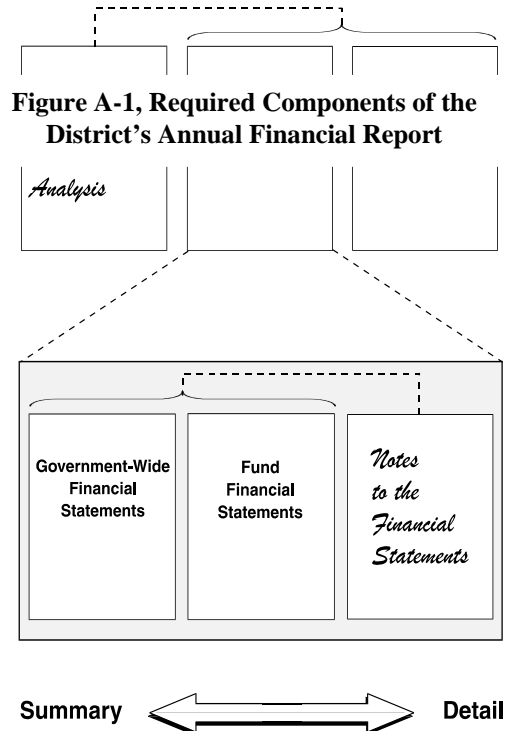 Figure A-1, Required Components of the
District's Annual Financial Report
Analysis
Government-Wide
Financial
Statements
Fund
Financial
Statements
Notes
to the
Financial
Statements
Summary
Detail